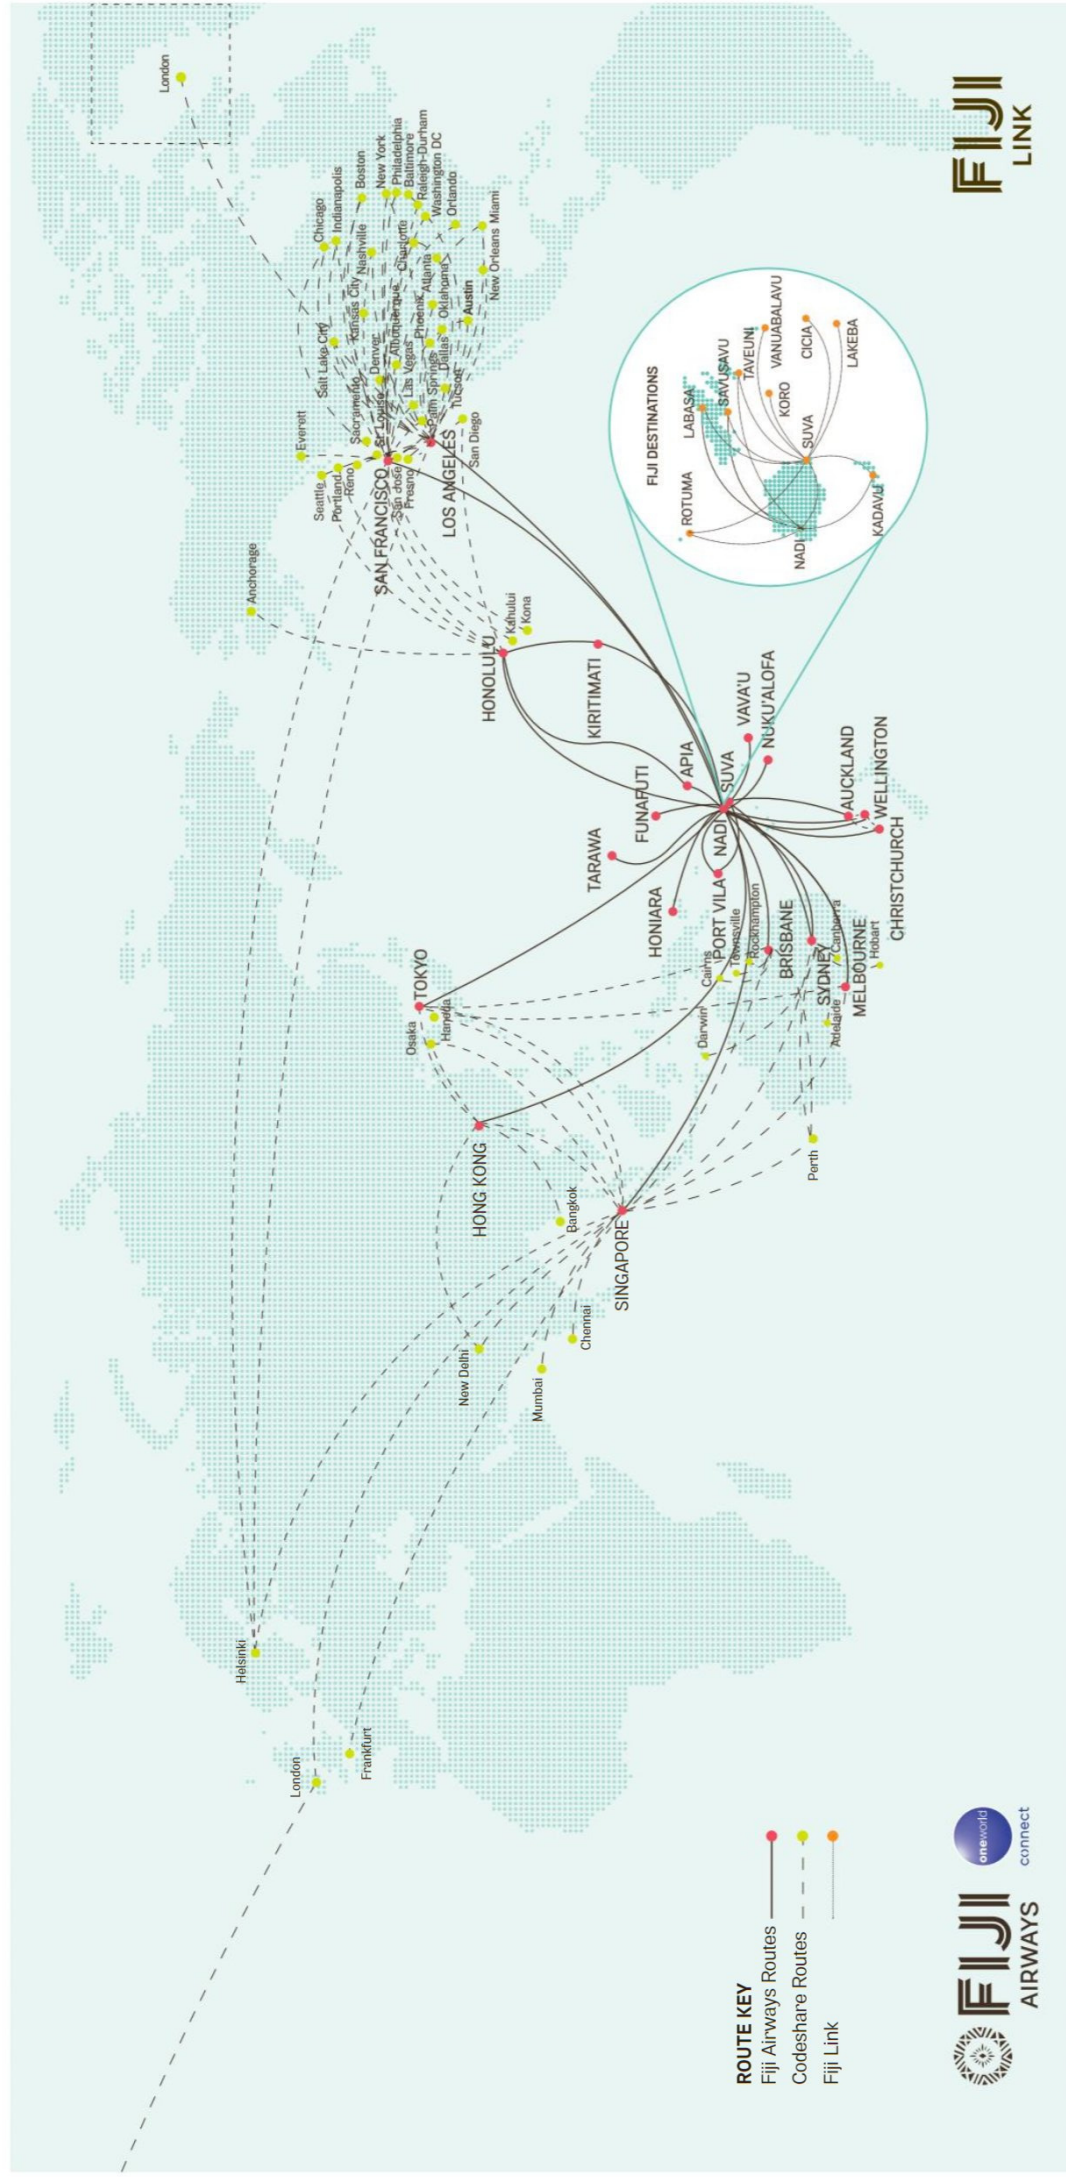 London
Helsinki
London
Frankfurt
New Delhi
Mumbai
Chennai
Bangkok
HONG KONG
SINGAPORE
Osaka
Haneda
TOKYO
Perth
Darwin
Adelaide
Cairns
Townsville
Rockhampton
BRISBANE
SYDNEY
Canberra
MELBOURNE
Hobart
TARAWA
HONIARA
PORT VILA
FUNAFUTI
NADI
SUVA
APIA
VAVA'U
NUKU'ALOFA
AUCKLAND
WELLINGTON
CHRISTCHURCH
KIRITIMATI
HONOLULU
Kahului
Kona
Anchorage
Everett
Seattle
Portland
Reno
Sacramento
SAN FRANCISCO
San Jose
Fresno
LOS ANGELES
San Diego
Salt Lake City
St Louise
Denver
Las Vegas
Palm Springs
Tucson
Kansas City
Albuquerque
Phoenix
Dallas
Oklahoma
Austin
Chicago
Indianapolis
Nashville
Charlotte
Atlanta
New Orleans
Miami
Boston
New York
Philadelphia
Baltimore
Raleigh-Durham
Washington DC
Orlando
FIJI DESTINATIONS
ROTUMA
LABASA
SAVUSAVU
TAVEUNI
VANUABALAVU
CICIA
LAKEBA
KORO
SUVA
NADI
KADAVU
ROUTE KEY
Fiji Airways Routes
Codeshare Routes
Fiji Link
FIJI
AIRWAYS
oneworld
connect
FIJI
LINK